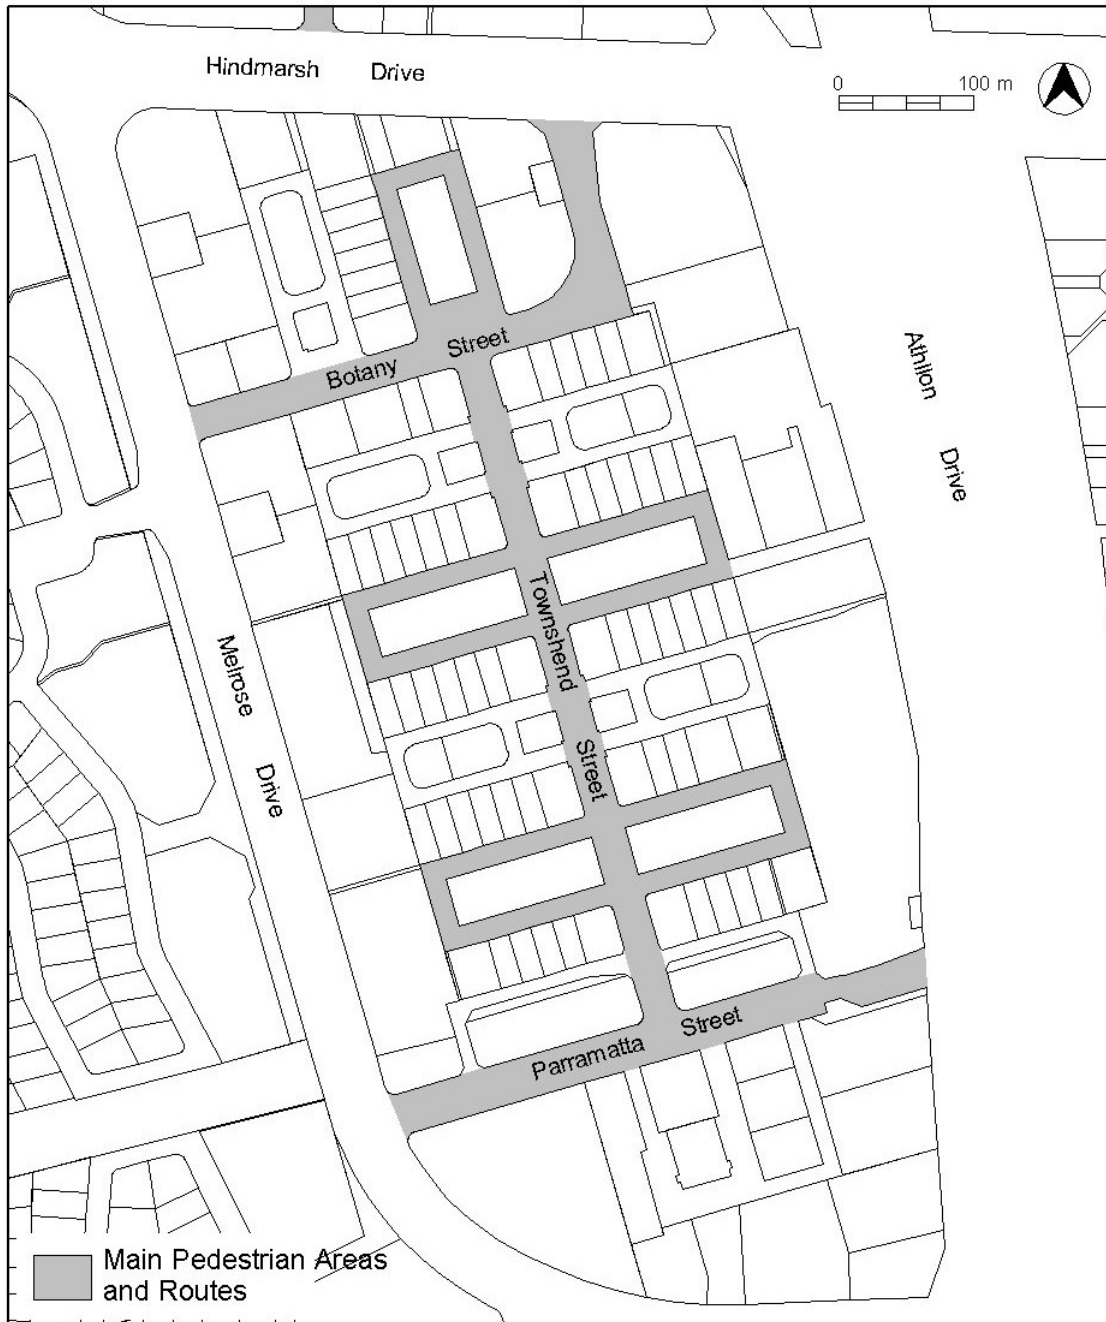 Hindmarsh Drive
0 100 m
Botany Street
Athllon Drive
Townshend Street
Melrose Drive
Parramatta Street
Main Pedestrian Areas
and Routes